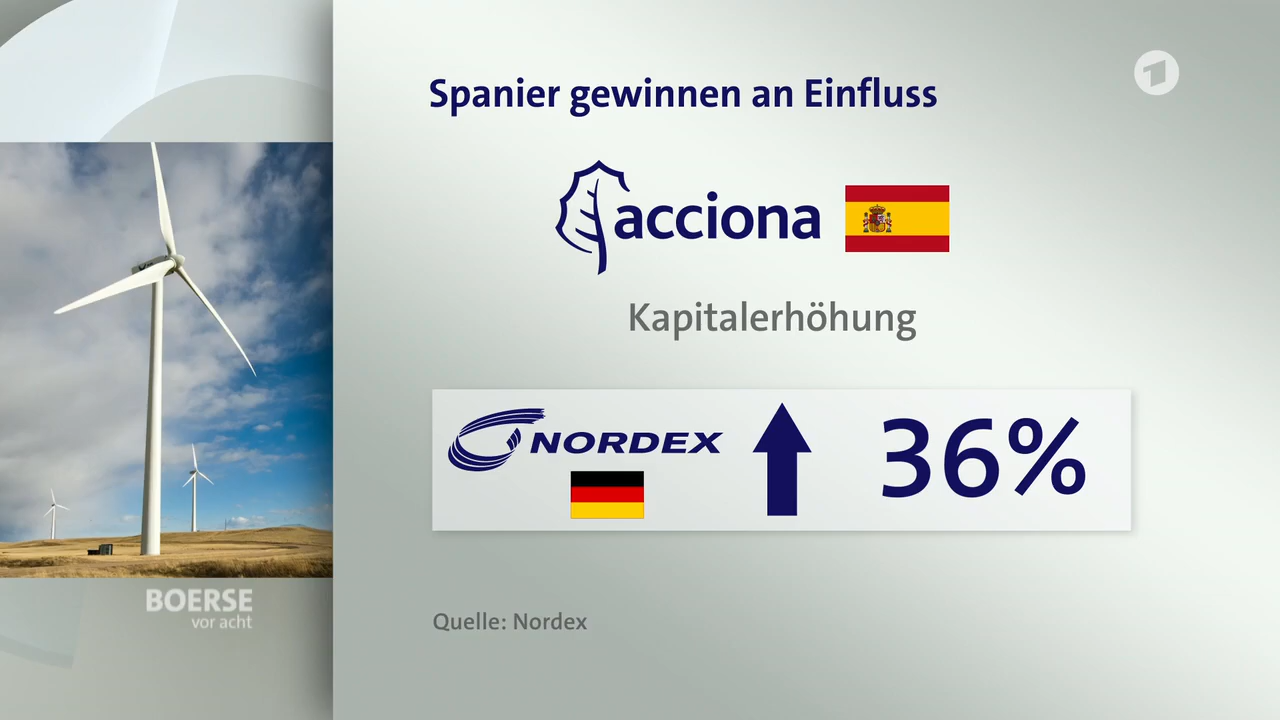 Spanier gewinnen an Einfluss
acciona
Kapitalerhöhung
NORDEX
36%
Quelle: Nordex
BOERSE
vor acht